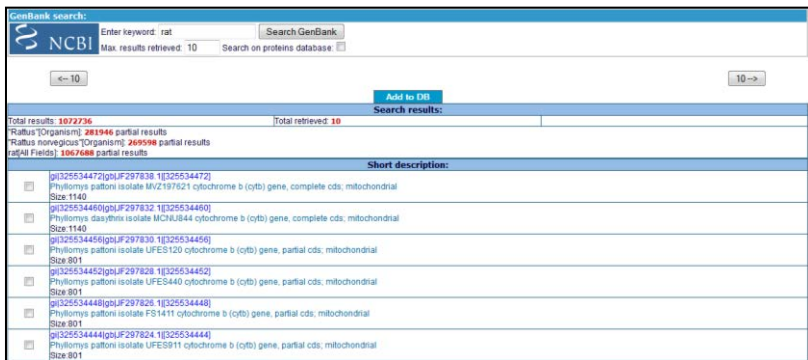 GenBank search:
NCBI
Enter keyword: rat Search GenBank
Max. results retrieved: 10 Search on proteins database:
<-- 10 10 -->
Add to DB
Search results:
Total results: 1072736 Total retrieved: 10
"Rattus"[Organism]: 281946 partial results
"Rattus norvegicus"[Organism]: 269598 partial results
rat[All Fields]: 1067688 partial results
Short description:
gi|325534472|gb|JF297838.1|[325534472]
Phyllomys pattoni isolate MVZ197621 cytochrome b (cytb) gene, complete cds; mitochondrial
Size:1140
gi|325534460|gb|JF297832.1|[325534460]
Phyllomys dasythrix isolate MCNU844 cytochrome b (cytb) gene, complete cds; mitochondrial
Size:1140
gi|325534456|gb|JF297830.1|[325534456]
Phyllomys pattoni isolate UFES120 cytochrome b (cytb) gene, partial cds; mitochondrial
Size:801
gi|325534452|gb|JF297828.1|[325534452]
Phyllomys pattoni isolate UFES440 cytochrome b (cytb) gene, partial cds; mitochondrial
Size:801
gi|325534448|gb|JF297826.1|[325534448]
Phyllomys pattoni isolate FS1411 cytochrome b (cytb) gene, partial cds; mitochondrial
Size:801
gi|325534444|gb|JF297824.1|[325534444]
Phyllomys pattoni isolate UFES911 cytochrome b (cytb) gene, partial cds; mitochondrial
Size:801